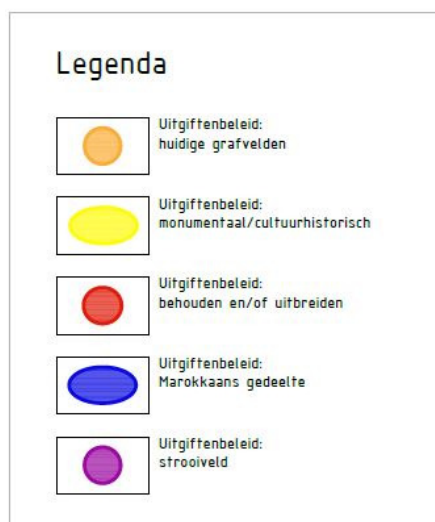 Legenda
Uitgiftenbeleid:
huidige grafvelden
Uitgiftenbeleid:
monumentaal/cultuurhistorisch
Uitgiftenbeleid:
behouden en/of uitbreiden
Uitgiftenbeleid:
Marokkaans gedeelte
Uitgiftenbeleid:
strooiveld